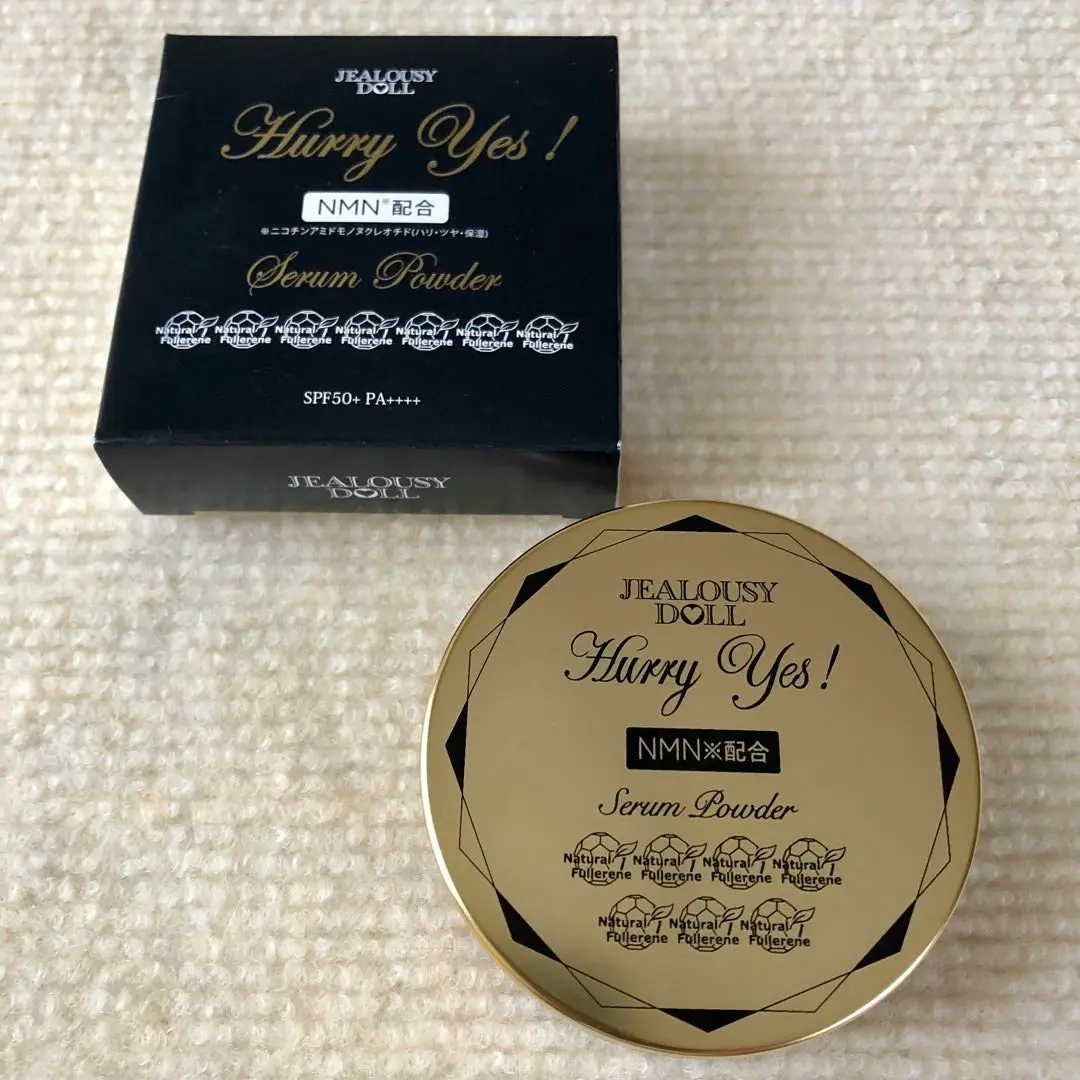 JEALOUSY
DOLL
Hurry Yes!
NMN※配合
※ニコチンアミドモノヌクレオチド(ハリ・ツヤ・保湿)
Serum Powder
Natural Natural Natural Natural Natural Natural Natural
Fullerene Fullerene Fullerene Fullerene Fullerene Fullerene Fullerene
SPF50+ PA++++
JEALOUSY
DOLL
JEALOUSY
DOLL
Hurry Yes!
NMN※配合
Serum Powder
Natural Natural Natural Natural
Fullerene Fullerene Fullerene Fullerene
Natural Natural Natural
Fullerene Fullerene Fullerene